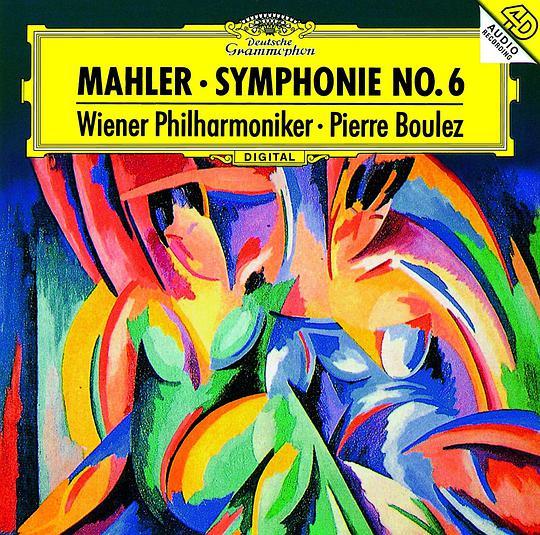 Deutsche
Grammophon
MAHLER · SYMPHONIE NO. 6
Wiener Philharmoniker · Pierre Boulez
DIGITAL
4D
AUDIO
RECORDING